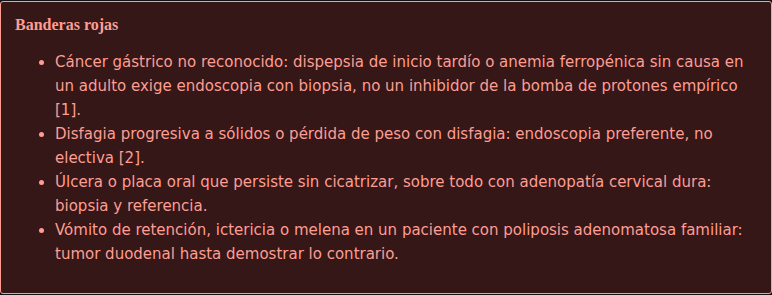 Banderas rojas
• Cáncer gástrico no reconocido: dispepsia de inicio tardío o anemia ferropénica sin causa en
un adulto exige endoscopia con biopsia, no un inhibidor de la bomba de protones empírico
[1].
• Disfagia progresiva a sólidos o pérdida de peso con disfagia: endoscopia preferente, no
electiva [2].
• Úlcera o placa oral que persiste sin cicatrizar, sobre todo con adenopatía cervical dura:
biopsia y referencia.
• Vómito de retención, ictericia o melena en un paciente con poliposis adenomatosa familiar:
tumor duodenal hasta demostrar lo contrario.